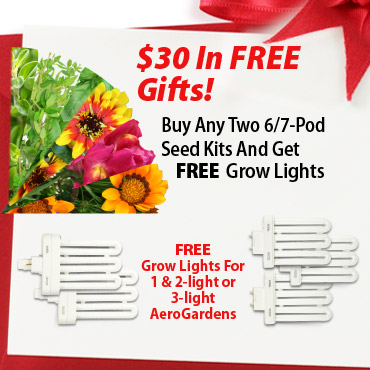 $30 In FREE
Gifts!
Buy Any Two 6/7-Pod
Seed Kits And Get
FREE Grow Lights
FREE
Grow Lights For
1 & 2-light or
3-light
AeroGardens